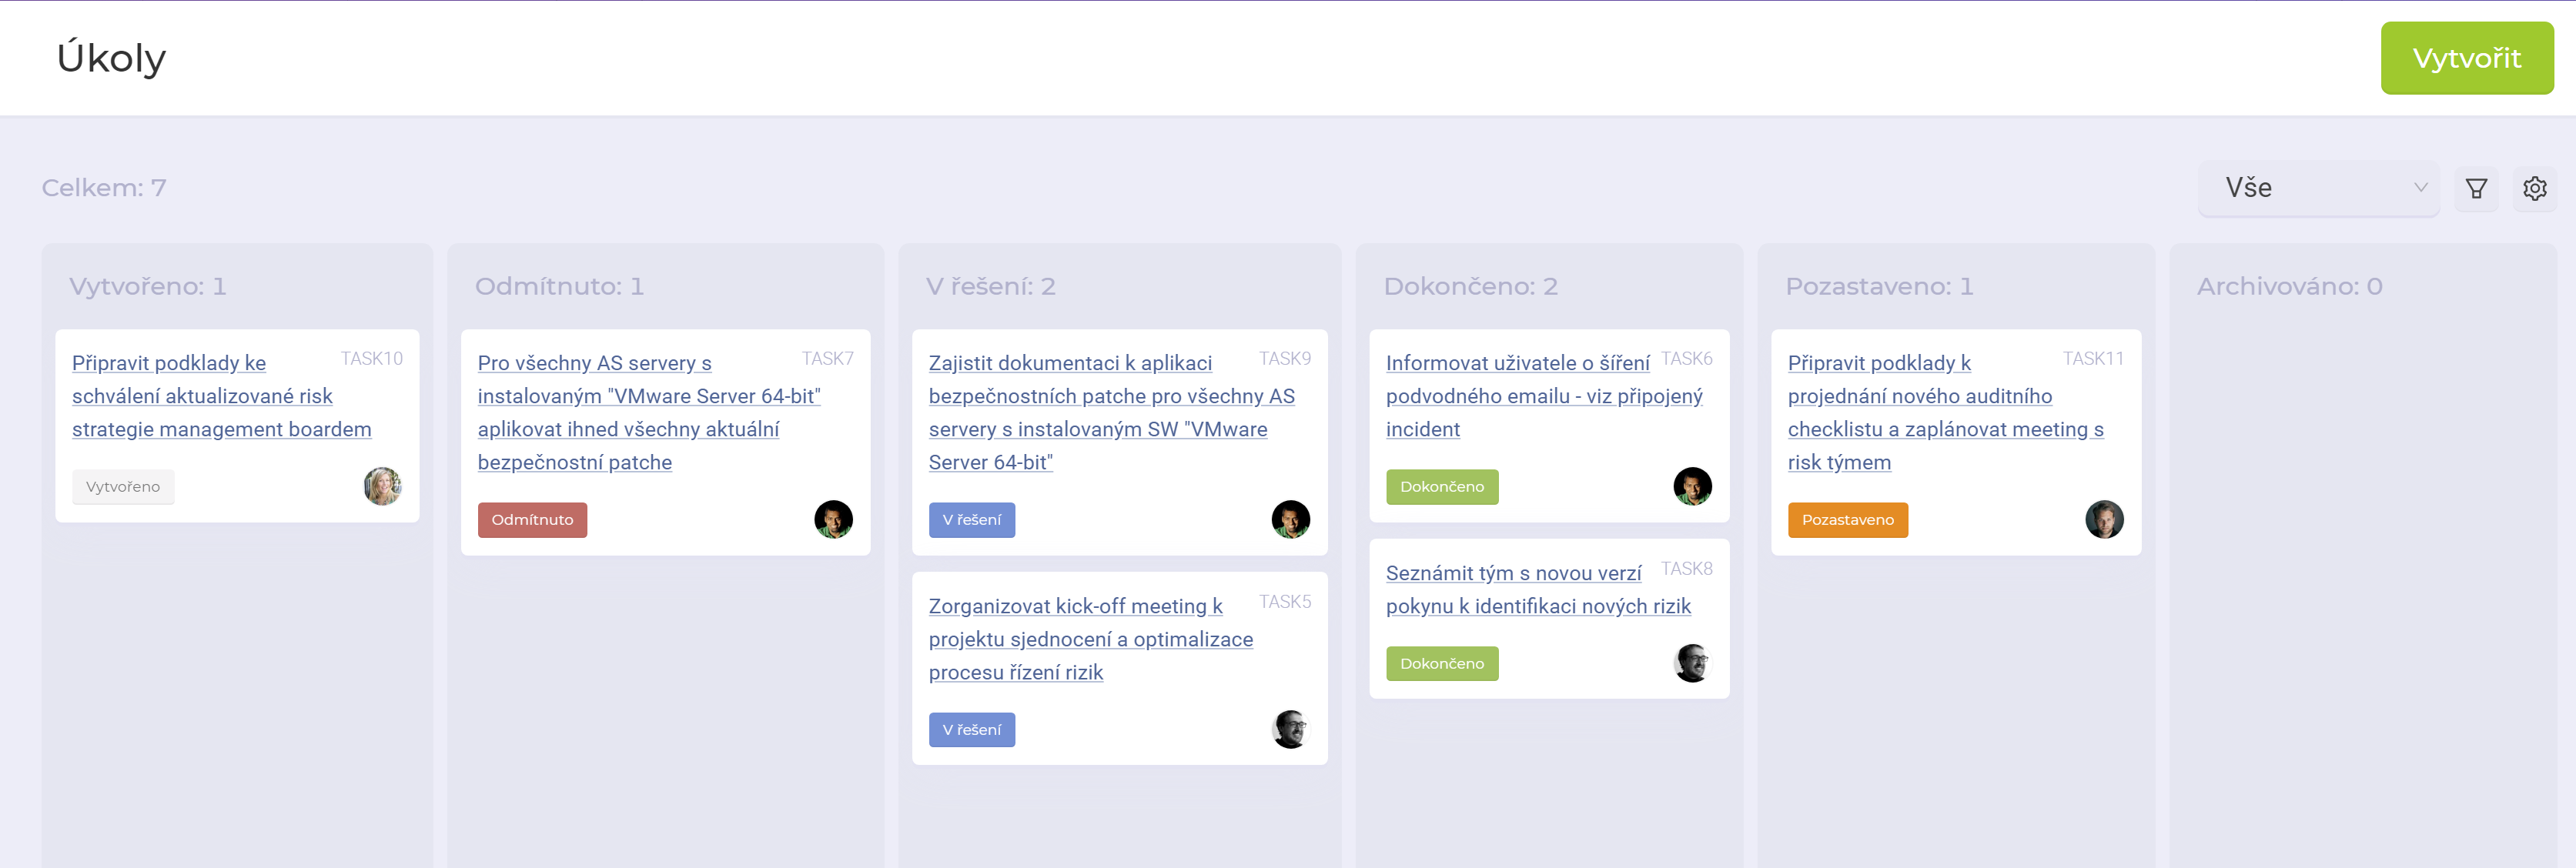 Úkoly
Vytvořit
Celkem: 7
Vše
Vytvořeno: 1
Připravit podklady ke
TASK10
schválení aktualizované risk
strategie management boardem
Vytvořeno
Odmítnuto: 1
Pro všechny AS servery s
TASK7
instalovaným "VMware Server 64-bit"
aplikovat ihned všechny aktuální
bezpečnostní patche
Odmítnuto
V řešení: 2
Zajistit dokumentaci k aplikaci
TASK9
bezpečnostních patche pro všechny AS
servery s instalovaným SW "VMware
Server 64-bit"
V řešení
Zorganizovat kick-off meeting k
TASK5
projektu sjednocení a optimalizace
procesu řízení rizik
V řešení
Dokončeno: 2
Informovat uživatele o šíření
TASK6
podvodného emailu - viz připojený
incident
Dokončeno
Seznámit tým s novou verzí
TASK8
pokynu k identifikaci nových rizik
Dokončeno
Pozastaveno: 1
Připravit podklady k
TASK11
projednání nového auditního
checklistu a zaplánovat meeting s
risk týmem
Pozastaveno
Archivováno: 0